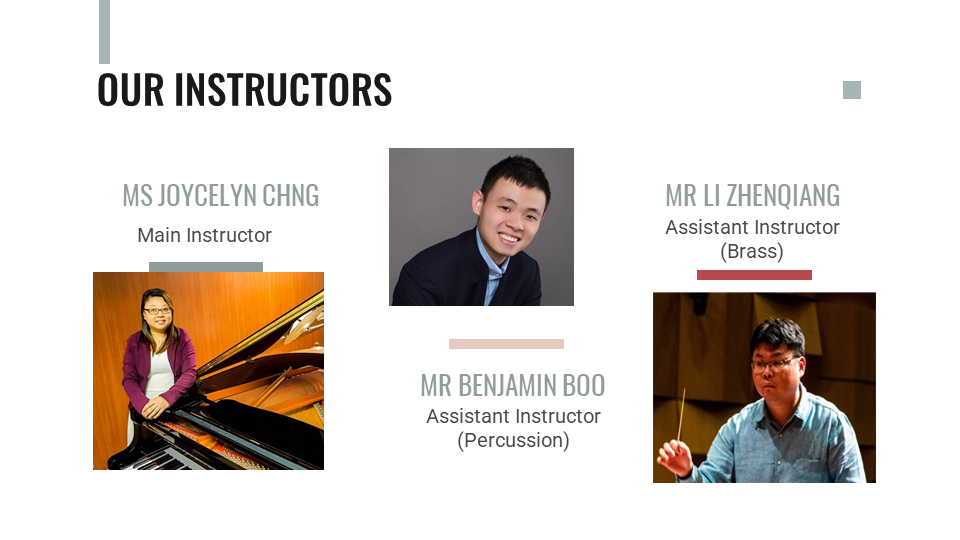 OUR INSTRUCTORS
MS JOYCELYN CHNG
Main Instructor
MR BENJAMIN BOO
Assistant Instructor
(Percussion)
MR LI ZHENQIANG
Assistant Instructor
(Brass)